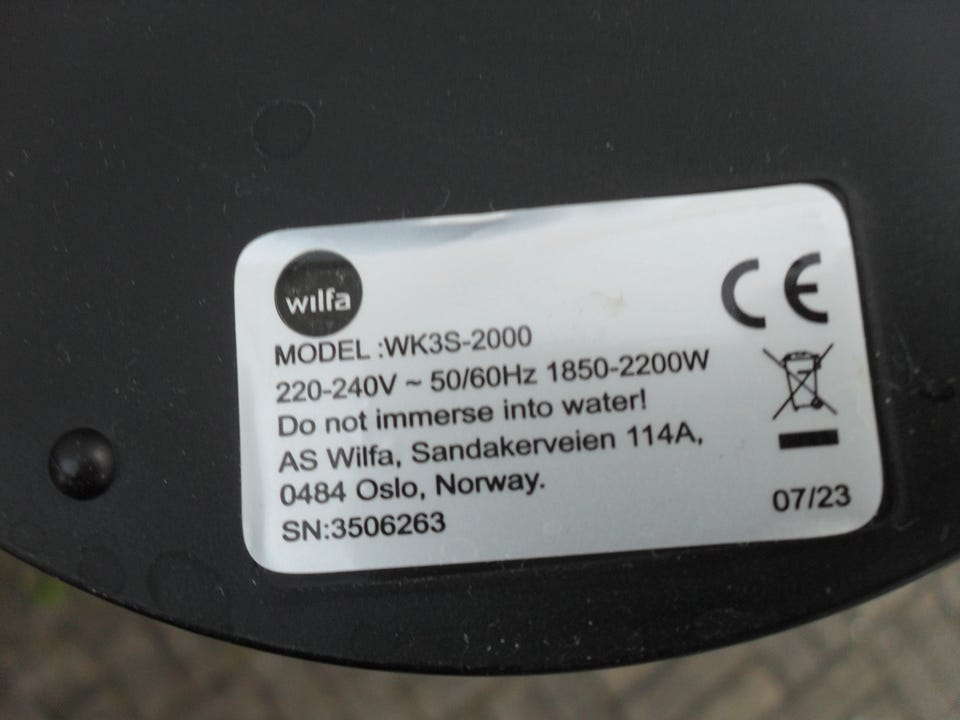 wilfa
CE
MODEL :WK3S-2000
220-240V ~ 50/60Hz 1850-2200W
Do not immerse into water!
AS Wilfa, Sandakerveien 114A,
0484 Oslo, Norway.
SN:3506263
07/23